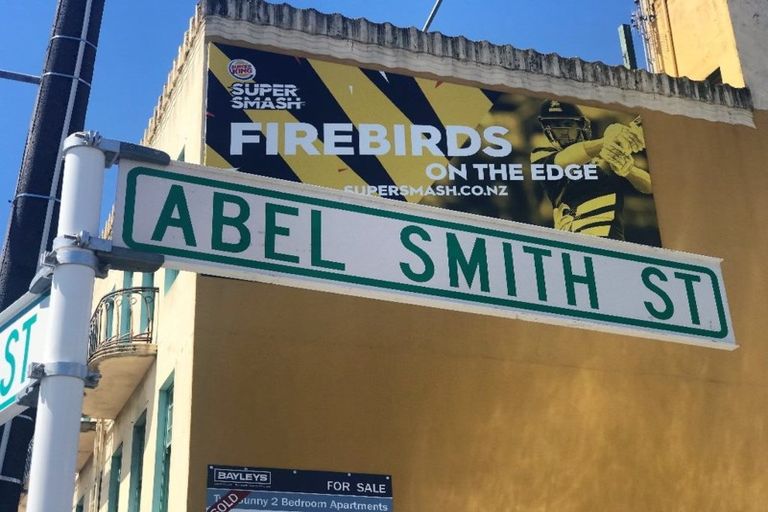 BURGER KING
SUPER
SMASH
FIREBIRDS
ON THE EDGE
SUPERSMASH.CO.NZ
ABEL SMITH ST
ST
BAYLEYS
FOR SALE
SOLD
Sunny 2 Bedroom Apartments